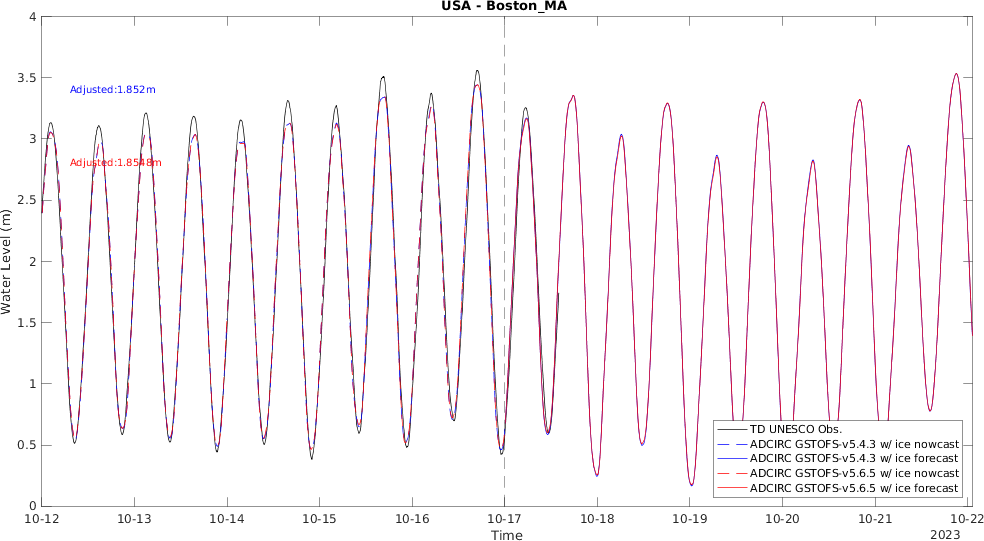 USA - Boston_MA
4
3.5
Adjusted:1.852m
3
Adjusted:1.8548m
2.5
Water Level (m)
2
1.5
1
0.5
0
TD UNESCO Obs.
ADCIRC GSTOFS-v5.4.3 w/ ice nowcast
ADCIRC GSTOFS-v5.4.3 w/ ice forecast
ADCIRC GSTOFS-v5.6.5 w/ ice nowcast
ADCIRC GSTOFS-v5.6.5 w/ ice forecast
10-12 10-13 10-14 10-15 10-16 10-17 10-18 10-19 10-20 10-21 10-22
Time
2023